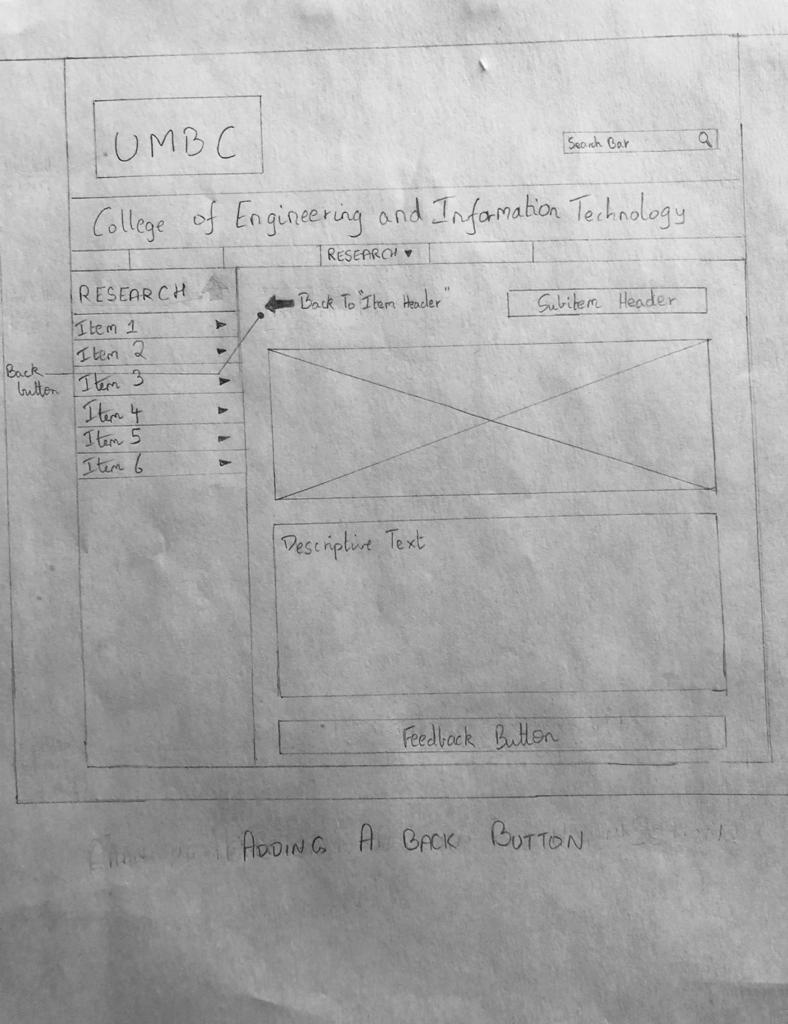 UMBC
Search Bar
College of Engineering and Information Technology
RESEARCH
RESEARCH
Back To "Item Header"
Subitem Header
Item 1
Item 2
Item 3
Item 4
Item 5
Item 6
Back
button
Descriptive Text
Feedback Button
ADDING A BACK BUTTON